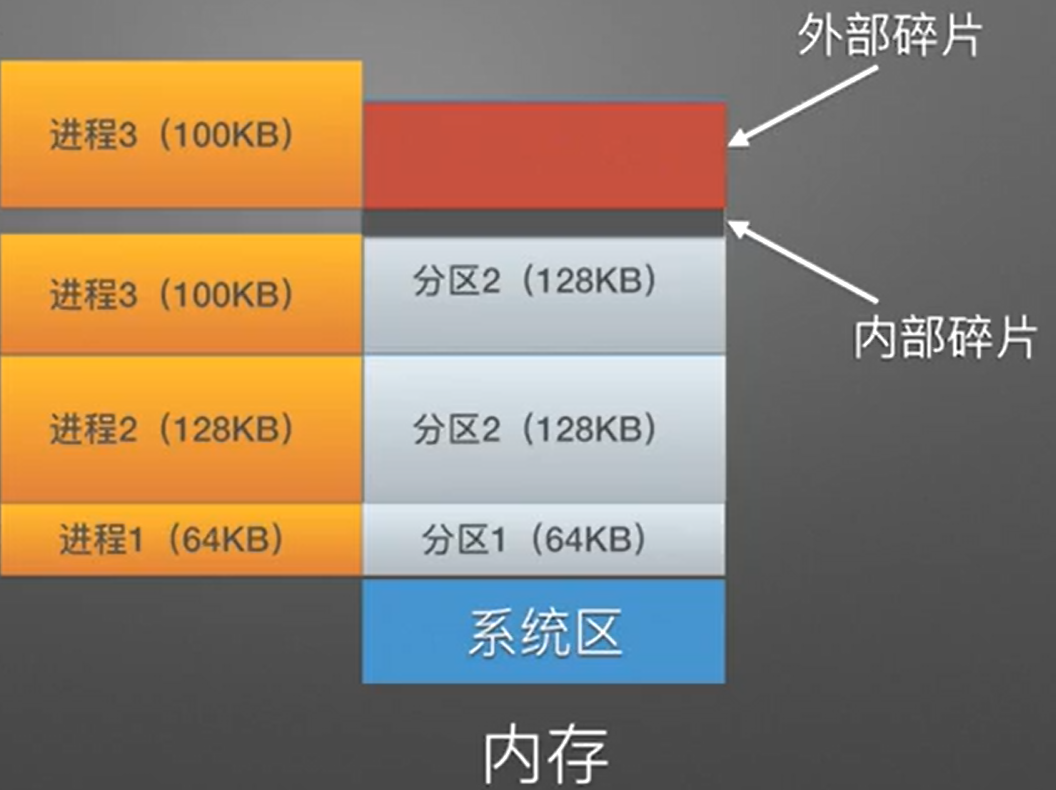 外部碎片
进程3（100KB）
内部碎片
进程3（100KB）
分区2（128KB）
进程2（128KB）
分区2（128KB）
进程1（64KB）
分区1（64KB）
系统区
内存